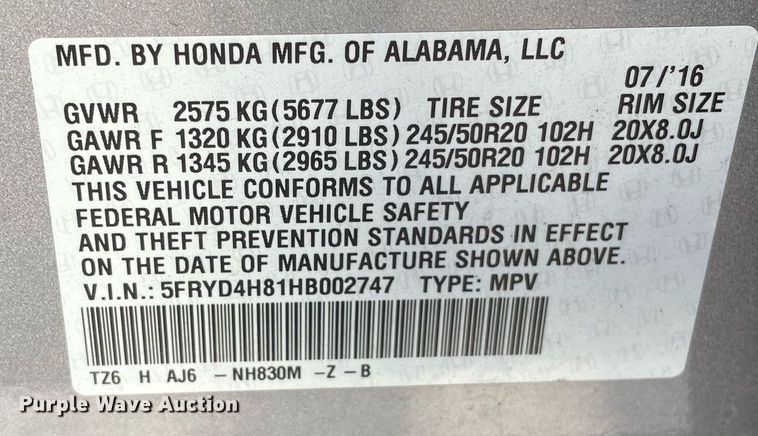 MFD. BY HONDA MFG. OF ALABAMA, LLC
07/'16
GVWR 2575 KG(5677 LBS) TIRE SIZE RIM SIZE
GAWR F 1320 KG(2910 LBS) 245/50R20 102H 20X8.0J
GAWR R 1345 KG(2965 LBS) 245/50R20 102H 20X8.0J
THIS VEHICLE CONFORMS TO ALL APPLICABLE
FEDERAL MOTOR VEHICLE SAFETY
AND THEFT PREVENTION STANDARDS IN EFFECT
ON THE DATE OF MANUFACTURE SHOWN ABOVE.
V.I.N.: 5FRYD4H81HB002747 TYPE: MPV
TZ6 H AJ6 -NH830M -Z -B
Purple Wave Auction